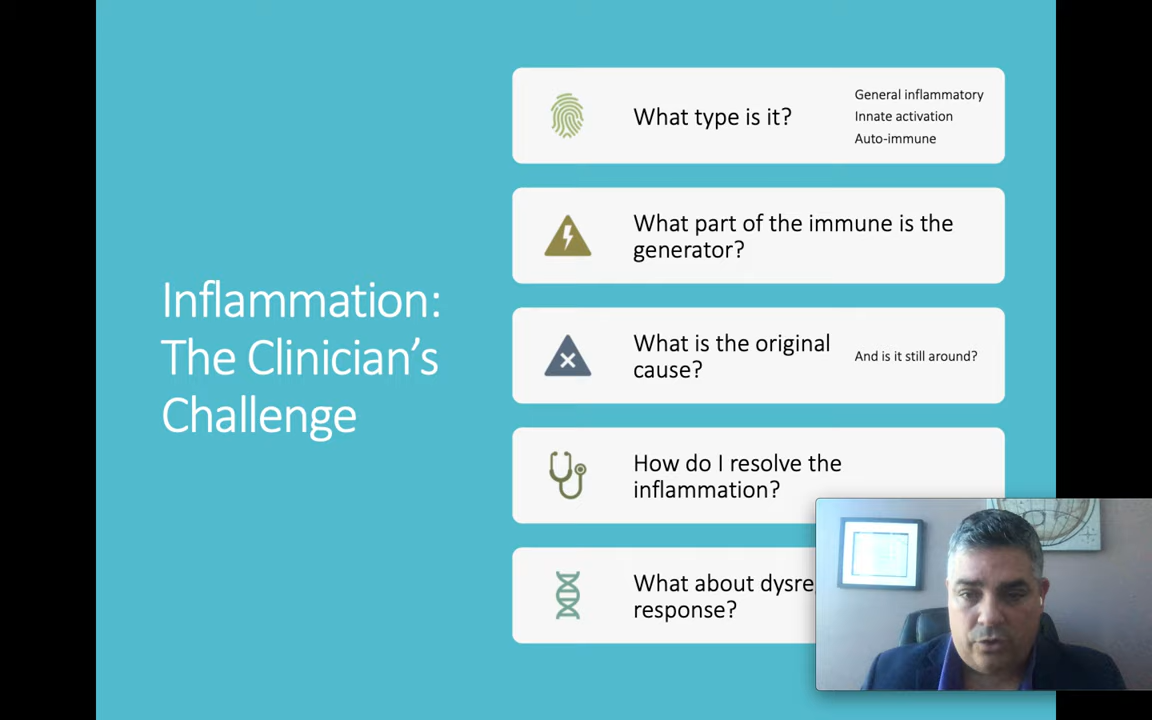 Inflammation:
The Clinician's
Challenge
What type is it?
General inflammatory
Innate activation
Auto-immune
What part of the immune is the
generator?
What is the original
cause?
And is it still around?
How do I resolve the
inflammation?
What about
response?